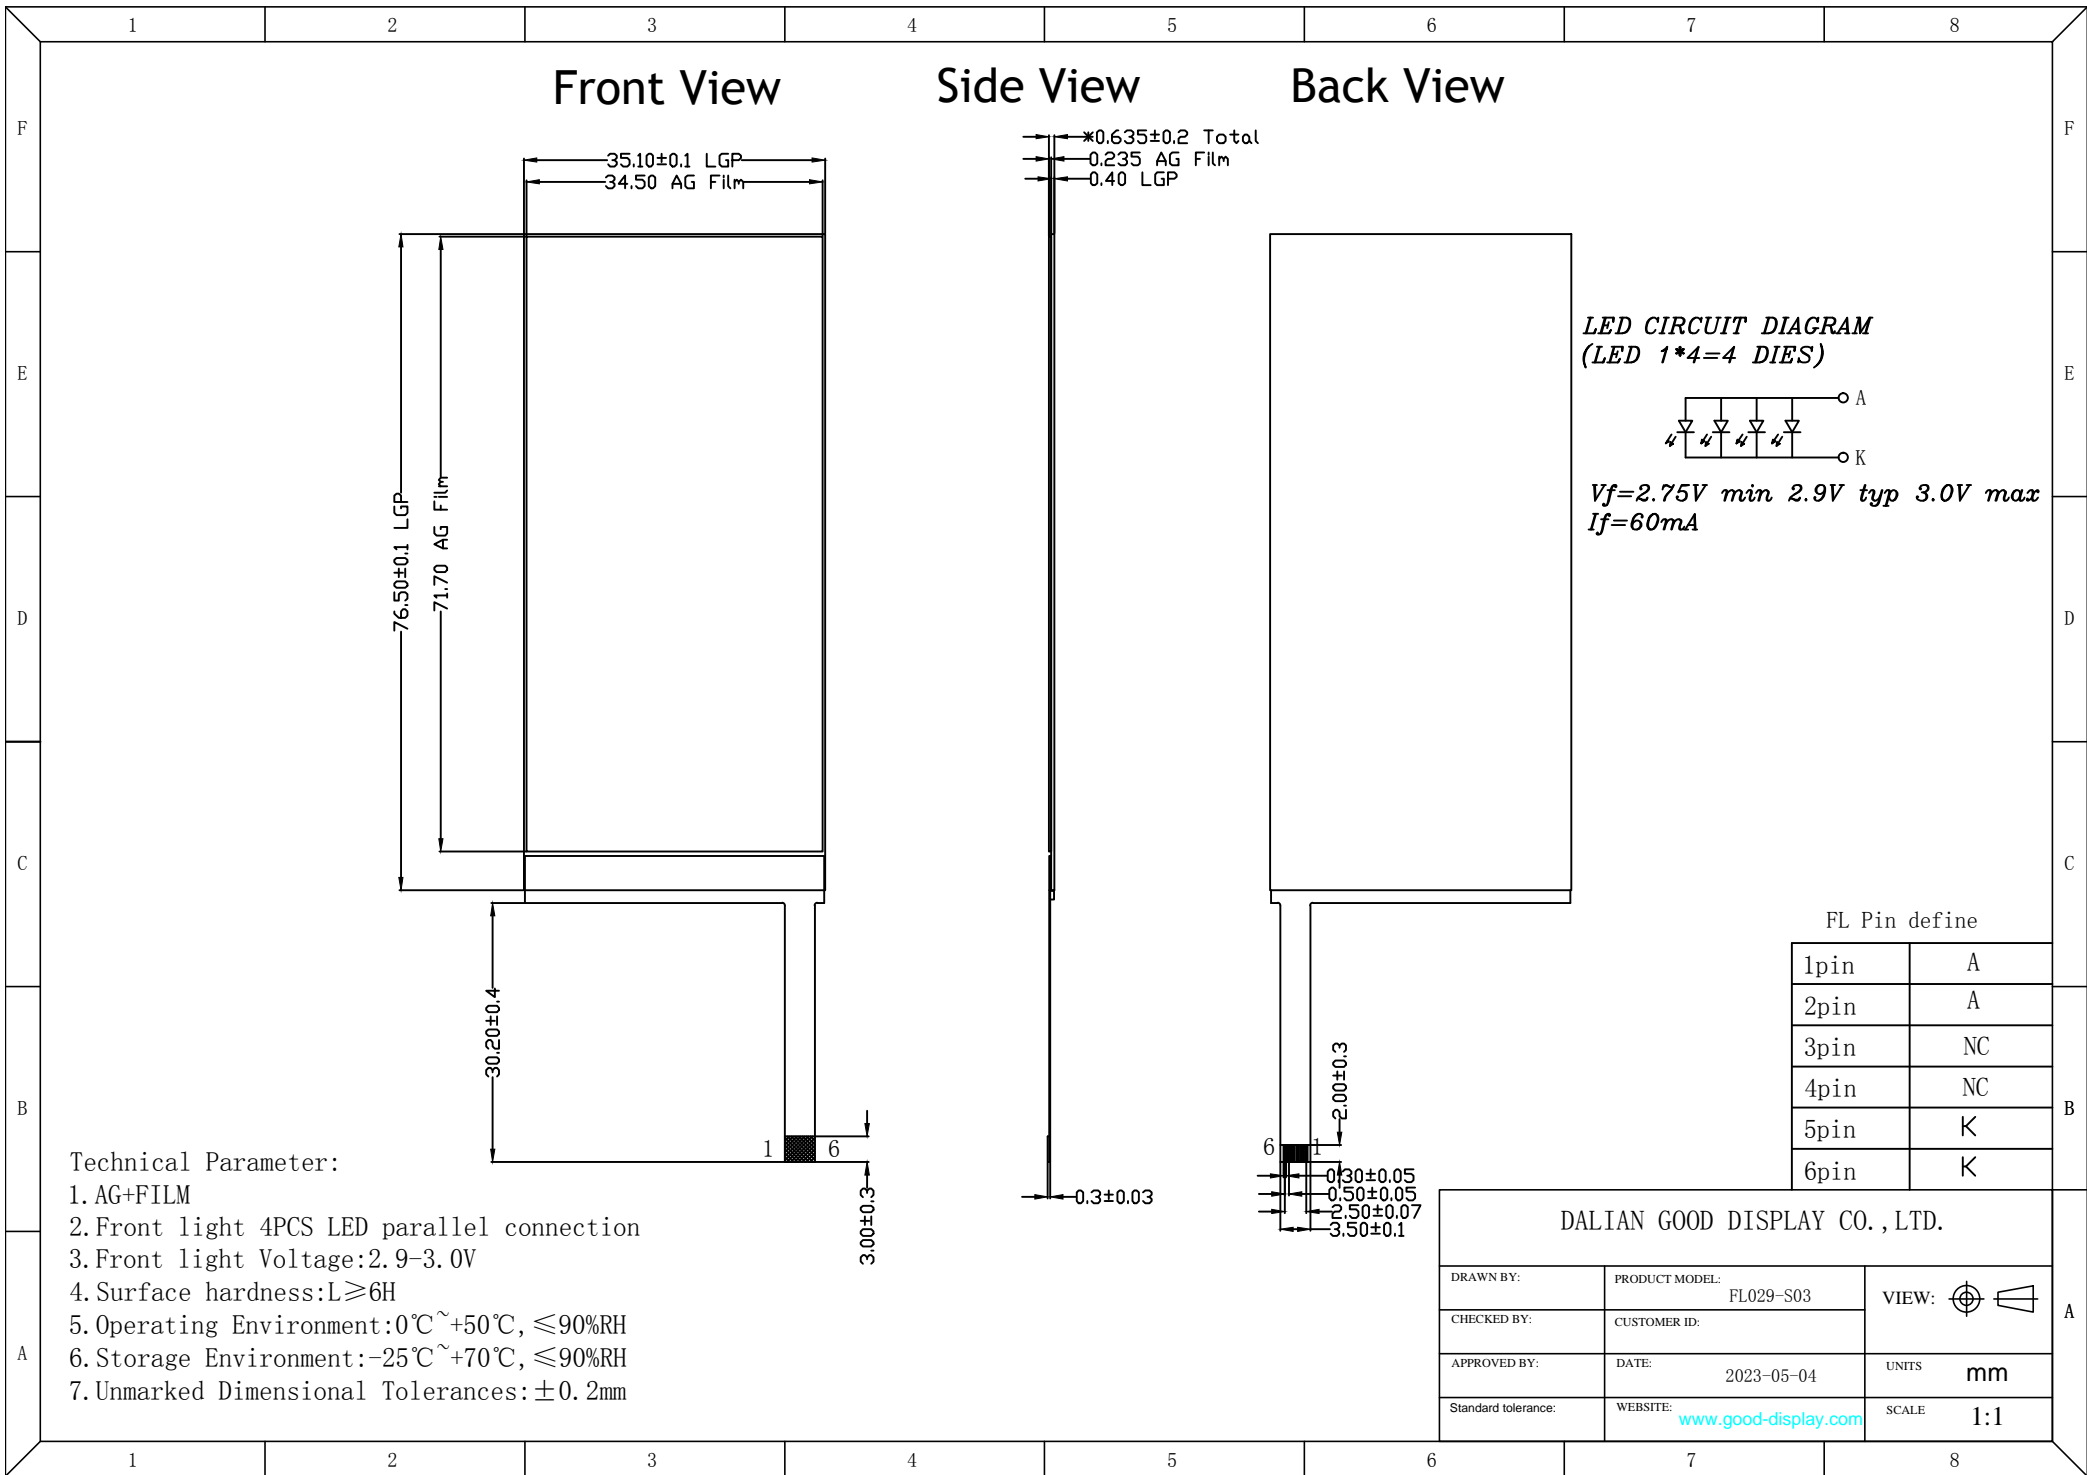 1 2 3 4 5 6 7 8
Front View Side View Back View
F F
*0.635±0.2 Total
35.10±0.1 LGP
0.235 AG Film
34.50 AG Film
0.40 LGP
LED CIRCUIT DIAGRAM
(LED 1*4=4 DIES)
E E
A
K
Vf=2.75V min 2.9V typ 3.0V max
If=60mA
76.50±0.1 LGP
71.70 AG Film
D D
C C
FL Pin define
1pin A
2pin A
3pin NC
4pin NC
5pin K
6pin K
30.20±0.4
2.00±0.3
B B
1 6
6 1
3.00±0.3
0.3±0.03
0.30±0.05
0.50±0.05
2.50±0.07
3.50±0.1
Technical Parameter:
1.AG+FILM
2.Front light 4PCS LED parallel connection
3.Front light Voltage:2.9-3.0V
4.Surface hardness:L≥6H
5.Operating Environment:0℃~+50℃,≤90%RH
6.Storage Environment:-25℃~+70℃,≤90%RH
7.Unmarked Dimensional Tolerances:±0.2mm
DALIAN GOOD DISPLAY CO.,LTD.
DRAWN BY: PRODUCT MODEL: FL029-S03 VIEW:
CHECKED BY: CUSTOMER ID:
APPROVED BY: DATE: 2023-05-04 UNITS mm
Standard tolerance: WEBSITE: www.good-display.com SCALE 1:1
A A
1 2 3 4 5 6 7 8